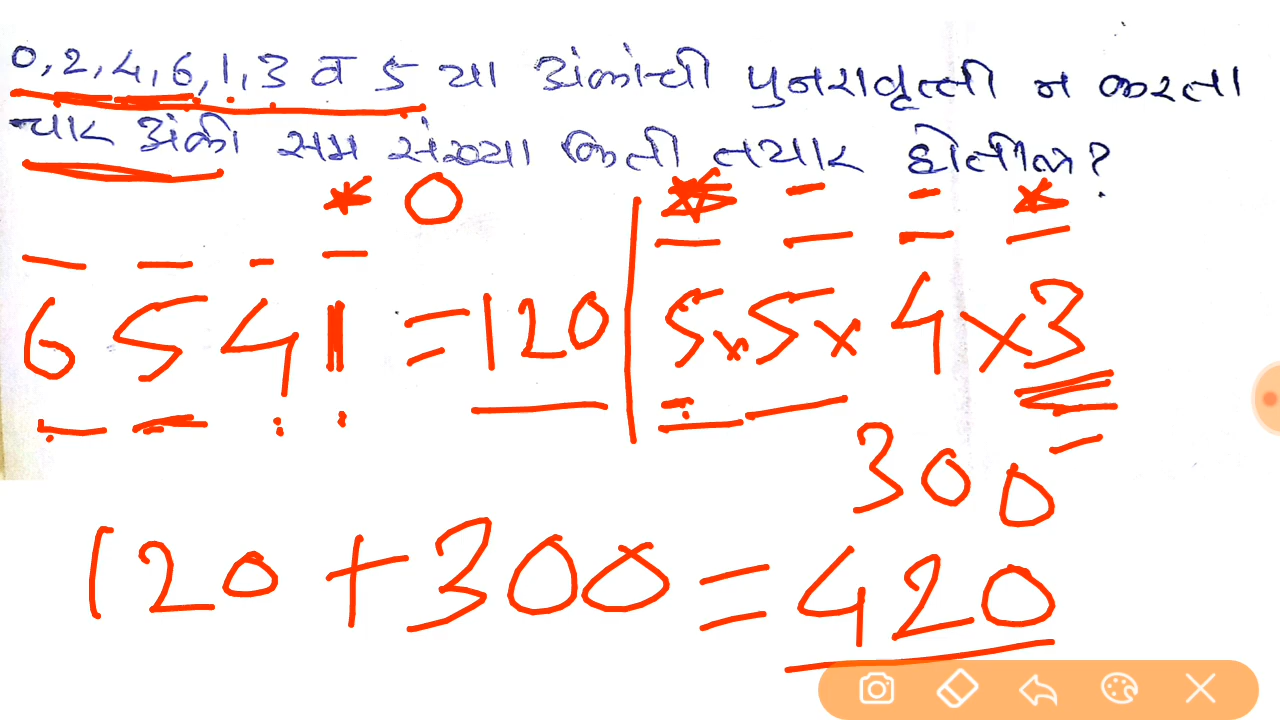 0, 2, 4, 6, 1, 3 व 5 या अंकांची पुनरावृत्ती न करता
चार अंकी सम संख्या किती तयार होतील?
* 0
6 5 4 1 = 120
* *
5 x 5 x 4 x 3
300
120 + 300 = 420